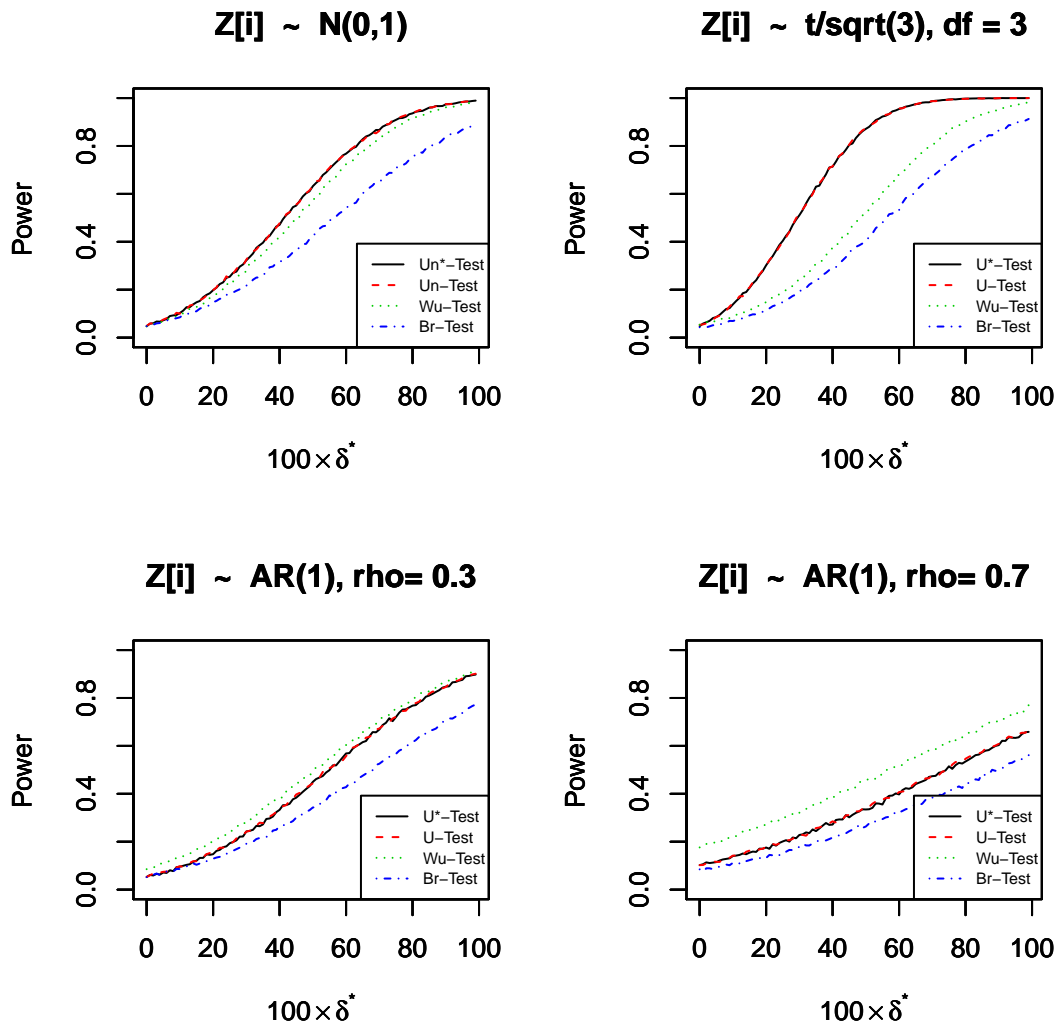 Z[i] ~ N(0,1)
Power
0.0 0.4 0.8
Un*−Test
Un−Test
Wu−Test
Br−Test
0 20 40 60 80 100
100×δ*
Z[i] ~ t/sqrt(3), df = 3
Power
0.0 0.4 0.8
U*−Test
U−Test
Wu−Test
Br−Test
0 20 40 60 80 100
100×δ*
Z[i] ~ AR(1), rho= 0.3
Power
0.0 0.4 0.8
U*−Test
U−Test
Wu−Test
Br−Test
0 20 40 60 80 100
100×δ*
Z[i] ~ AR(1), rho= 0.7
Power
0.0 0.4 0.8
U*−Test
U−Test
Wu−Test
Br−Test
0 20 40 60 80 100
100×δ*